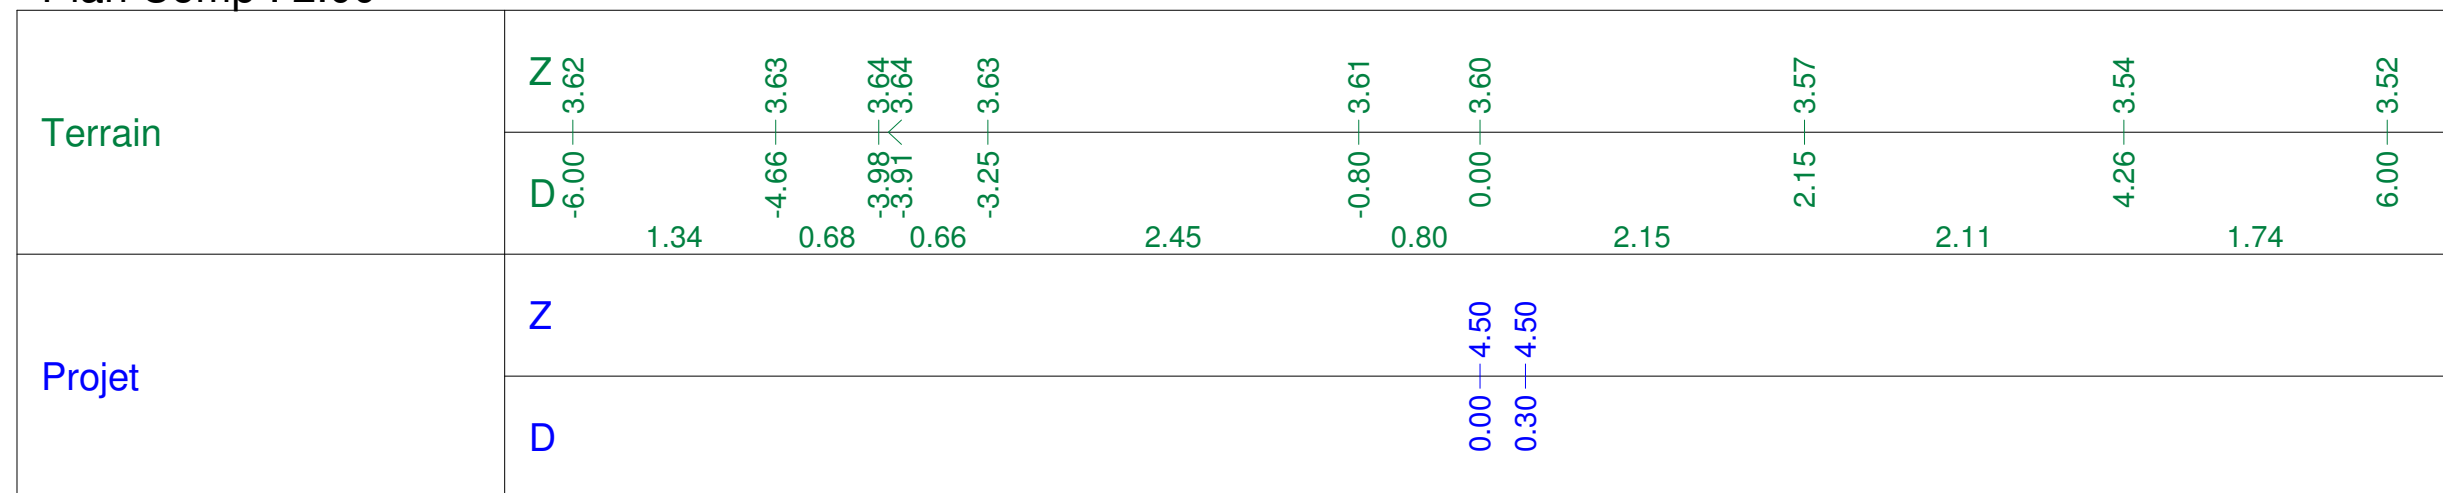 Terrain
Z 3.62 3.63 3.64 3.64 3.63 3.61 3.60 3.57 3.54 3.52
D -6.00 -4.66 -3.98 -3.91 -3.25 -0.80 0.00 2.15 4.26 6.00
1.34 0.68 0.66 2.45 0.80 2.15 2.11 1.74
Projet
Z 4.50 4.50
D 0.00 0.30